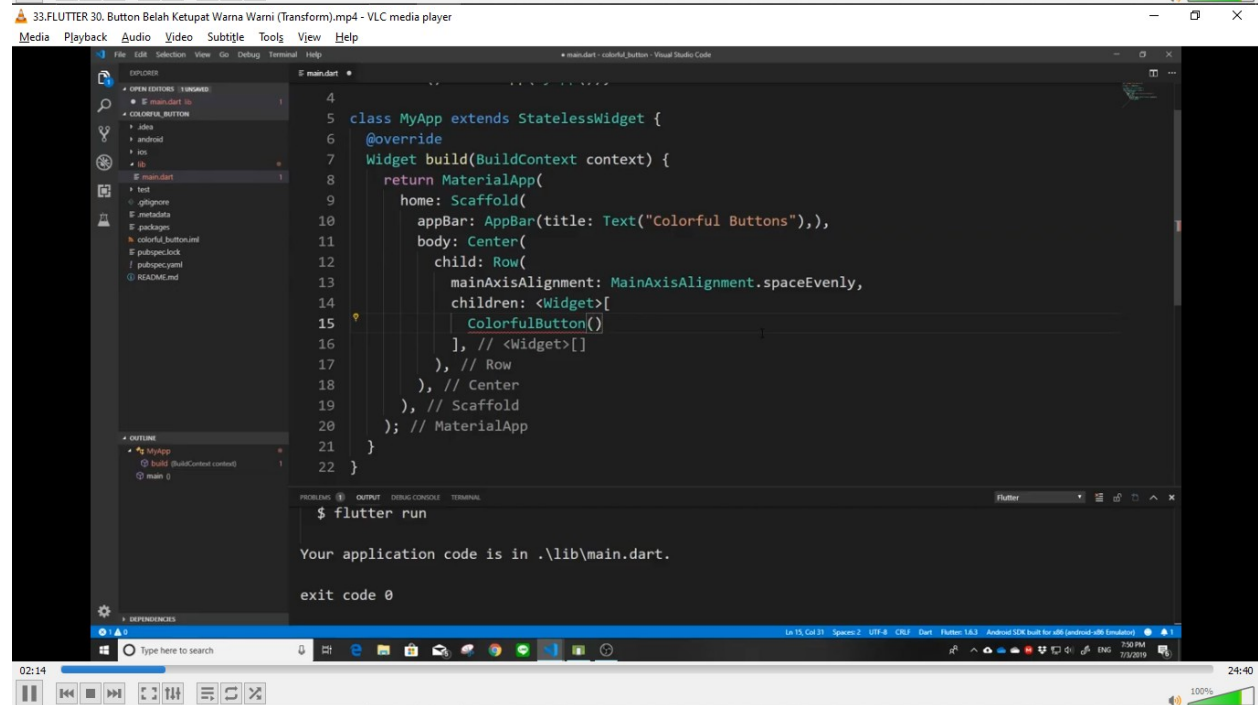 33.FLUTTER 30. Button Belah Ketupat Warna Warni (Transform).mp4 - VLC media player
Media Playback Audio Video Subtitle Tools View Help
File Edit Selection View Go Debug Terminal Help
● main.dart - colorful_button - Visual Studio Code
EXPLORER
OPEN EDITORS 1 UNSAVED
main.dart lib 1
COLORFUL_BUTTON
.idea
android
ios
lib
main.dart 1
test
.gitignore
.metadata
.packages
colorful_button.iml
pubspec.lock
pubspec.yaml
README.md
OUTLINE
MyApp
build (BuildContext context) 1
main ()
DEPENDENCIES
main.dart ●
4
5 class MyApp extends StatelessWidget {
6 @override
7 Widget build(BuildContext context) {
8 return MaterialApp(
9 home: Scaffold(
10 appBar: AppBar(title: Text("Colorful Buttons"),),
11 body: Center(
12 child: Row(
13 mainAxisAlignment: MainAxisAlignment.spaceEvenly,
14 children: <Widget>[
15 ColorfulButton()
16 ], // <Widget>[]
17 ), // Row
18 ), // Center
19 ), // Scaffold
20 ); // MaterialApp
21 }
22 }
PROBLEMS 1 OUTPUT DEBUG CONSOLE TERMINAL
Flutter
$ flutter run
Your application code is in .\lib\main.dart.
exit code 0
1 0
Ln 15, Col 31 Spaces: 2 UTF-8 CRLF Dart Flutter: 1.6.3 Android SDK built for x86 (android-x86 Emulator) 1
Type here to search
ENG
7:50 PM
7/3/2019
02:14
24:40
100%